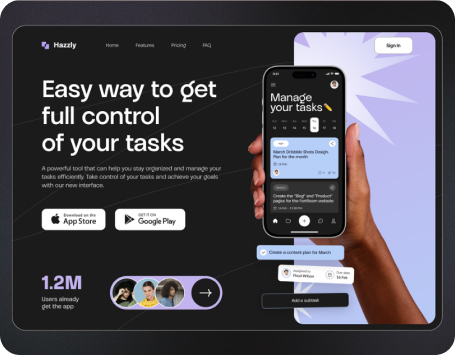 Hazzly
Home
Features
Pricing
FAQ
Sign in
Easy way to get
full control
of your tasks
A powerful tool that can help you stay organized and manage your
tasks efficiently. Take control of your tasks and achieve your goals
with our new interface.
Download on the
App Store
GET IT ON
Google Play
1.2M
Users already
get the app
Manage
your tasks
March Dribbble Shots Design.
Plan for the month
Create the "Blog" and "Product"
pages for the
website
Create a content plan for March
Assigned to
Floyd Wilson
Due date
16 Feb
Add a subtask